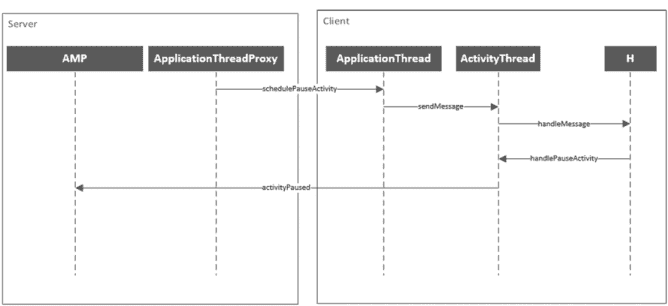 Server
Client
AMP
ApplicationThreadProxy
ApplicationThread
ActivityThread
H
schedulePauseActivity
sendMessage
handleMessage
handlePauseActivity
activityPaused